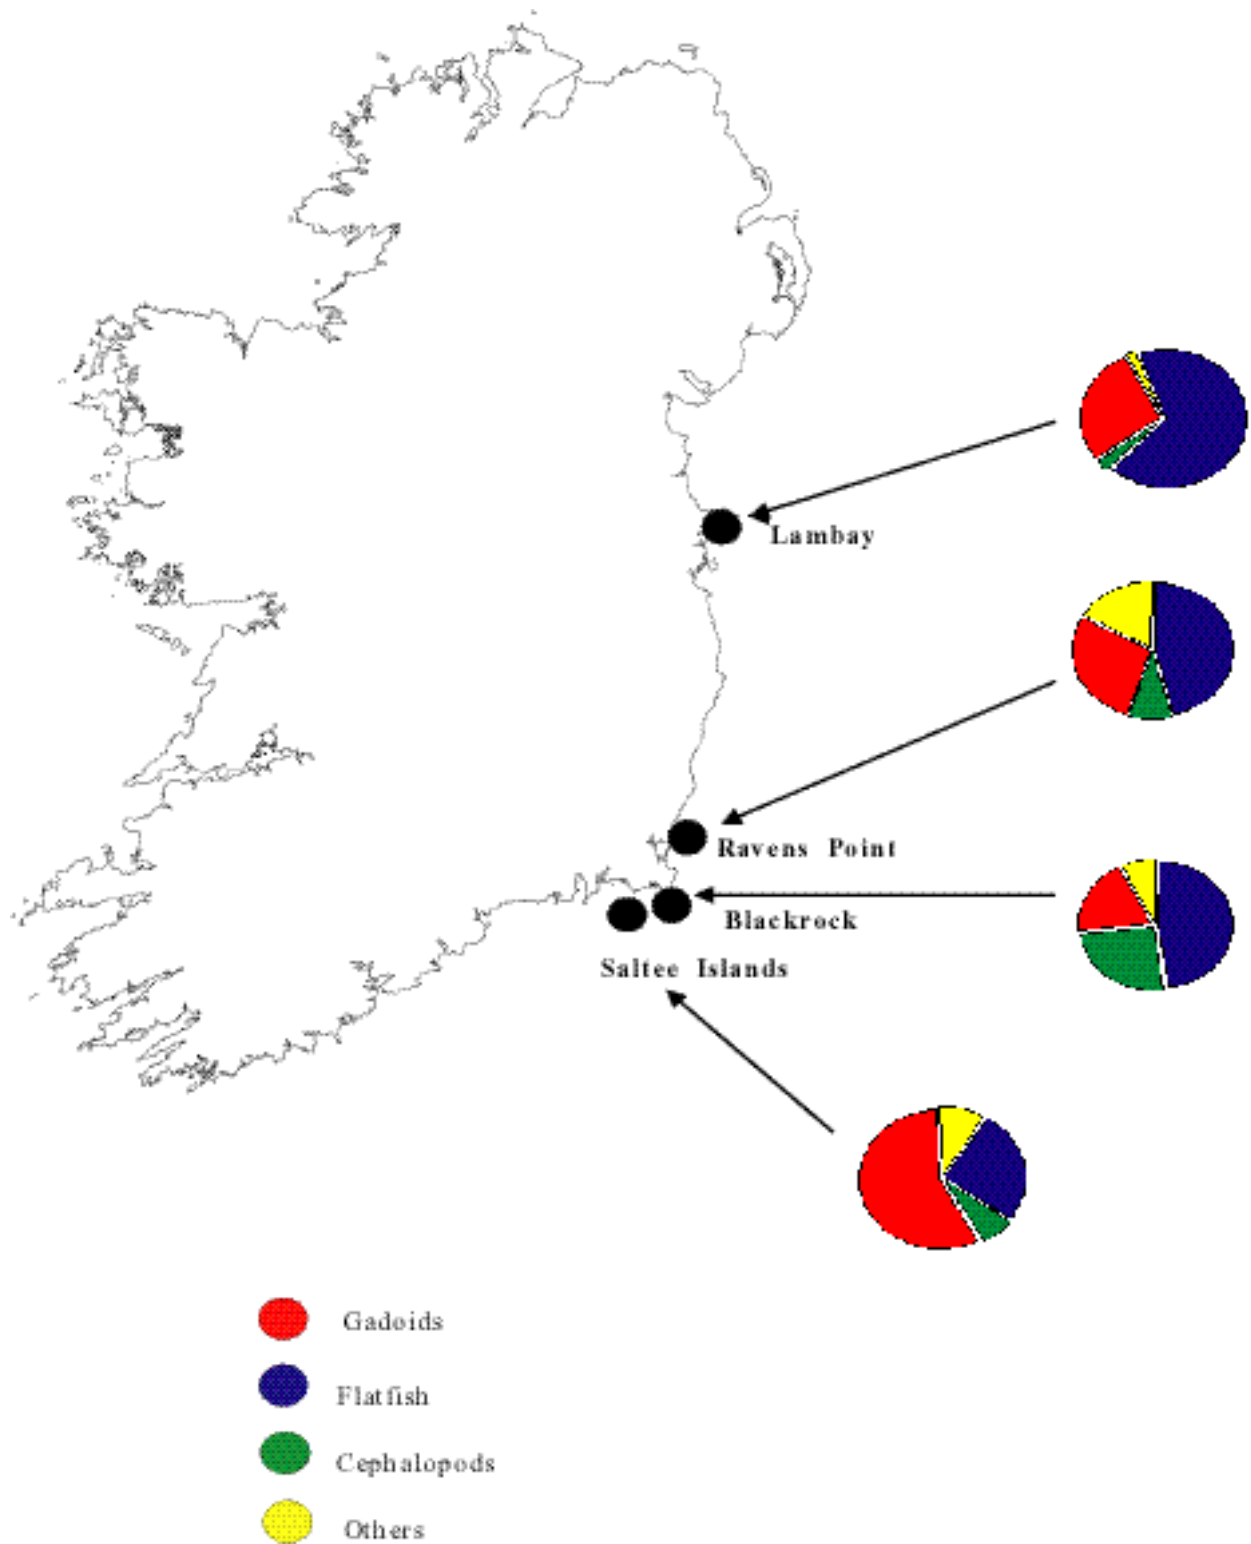 Lambay
Ravens Point
Blackrock
Saltee Islands
Gadoids
Flatfish
Cephalopods
Others